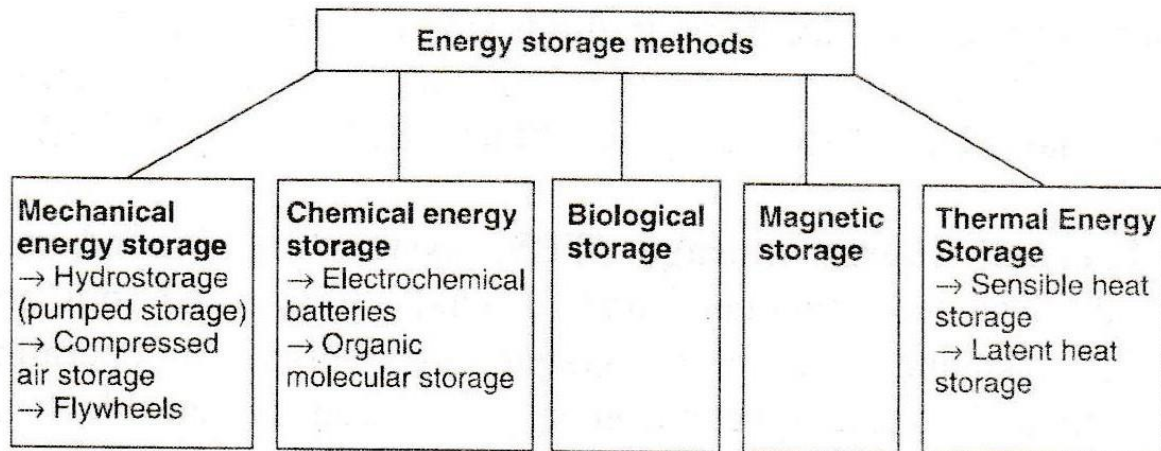 Energy storage methods
Mechanical
energy storage
→ Hydrostorage
(pumped storage)
→ Compressed
air storage
→ Flywheels
Chemical energy
storage
→ Electrochemical
batteries
→ Organic
molecular storage
Biological
storage
Magnetic
storage
Thermal Energy
Storage
→ Sensible heat
storage
→ Latent heat
storage